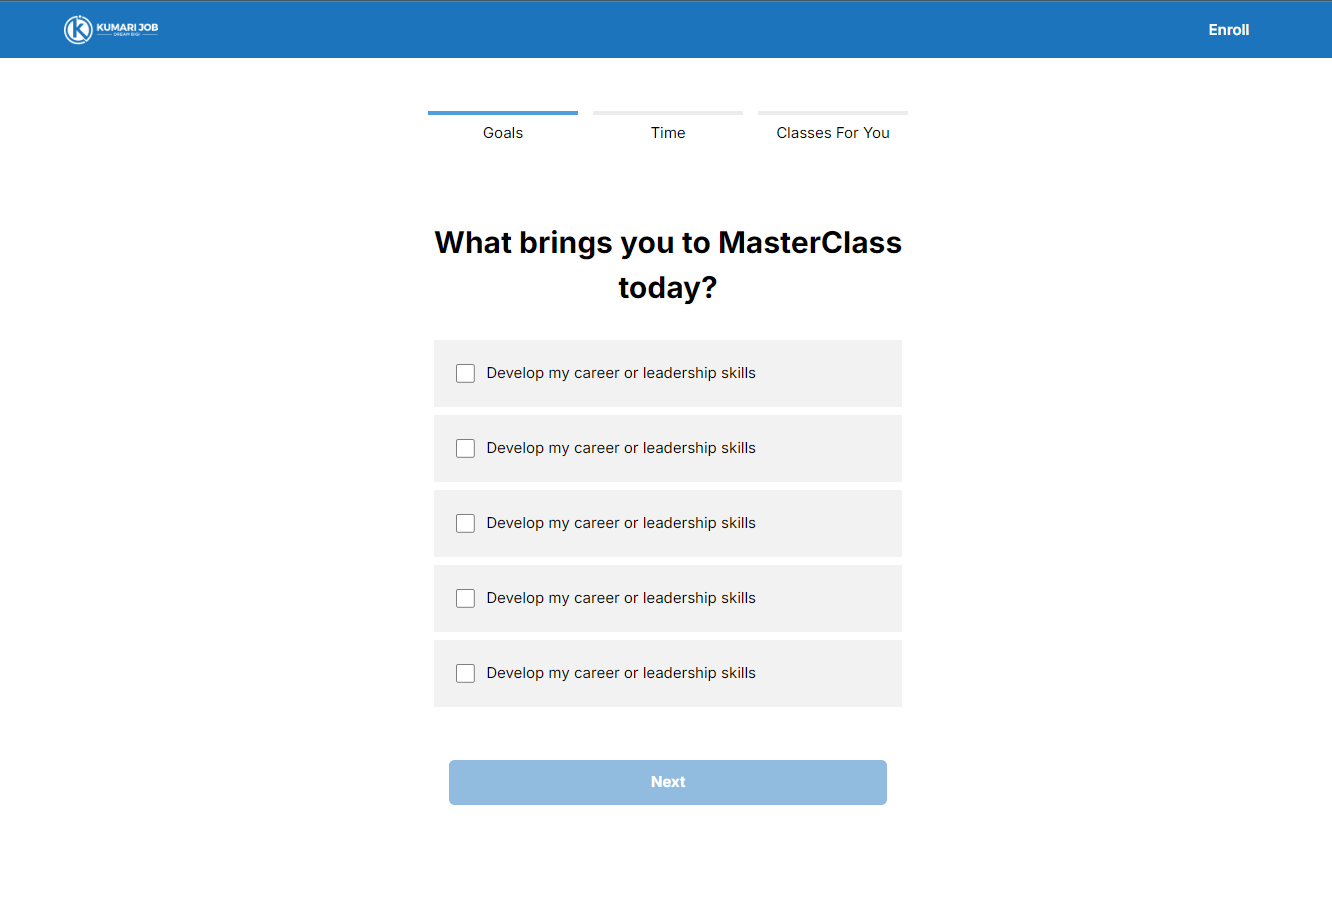 KUMARI JOB
DREAM BIG!
Enroll
Goals
Time
Classes For You
What brings you to MasterClass
today?
Develop my career or leadership skills
Develop my career or leadership skills
Develop my career or leadership skills
Develop my career or leadership skills
Develop my career or leadership skills
Next